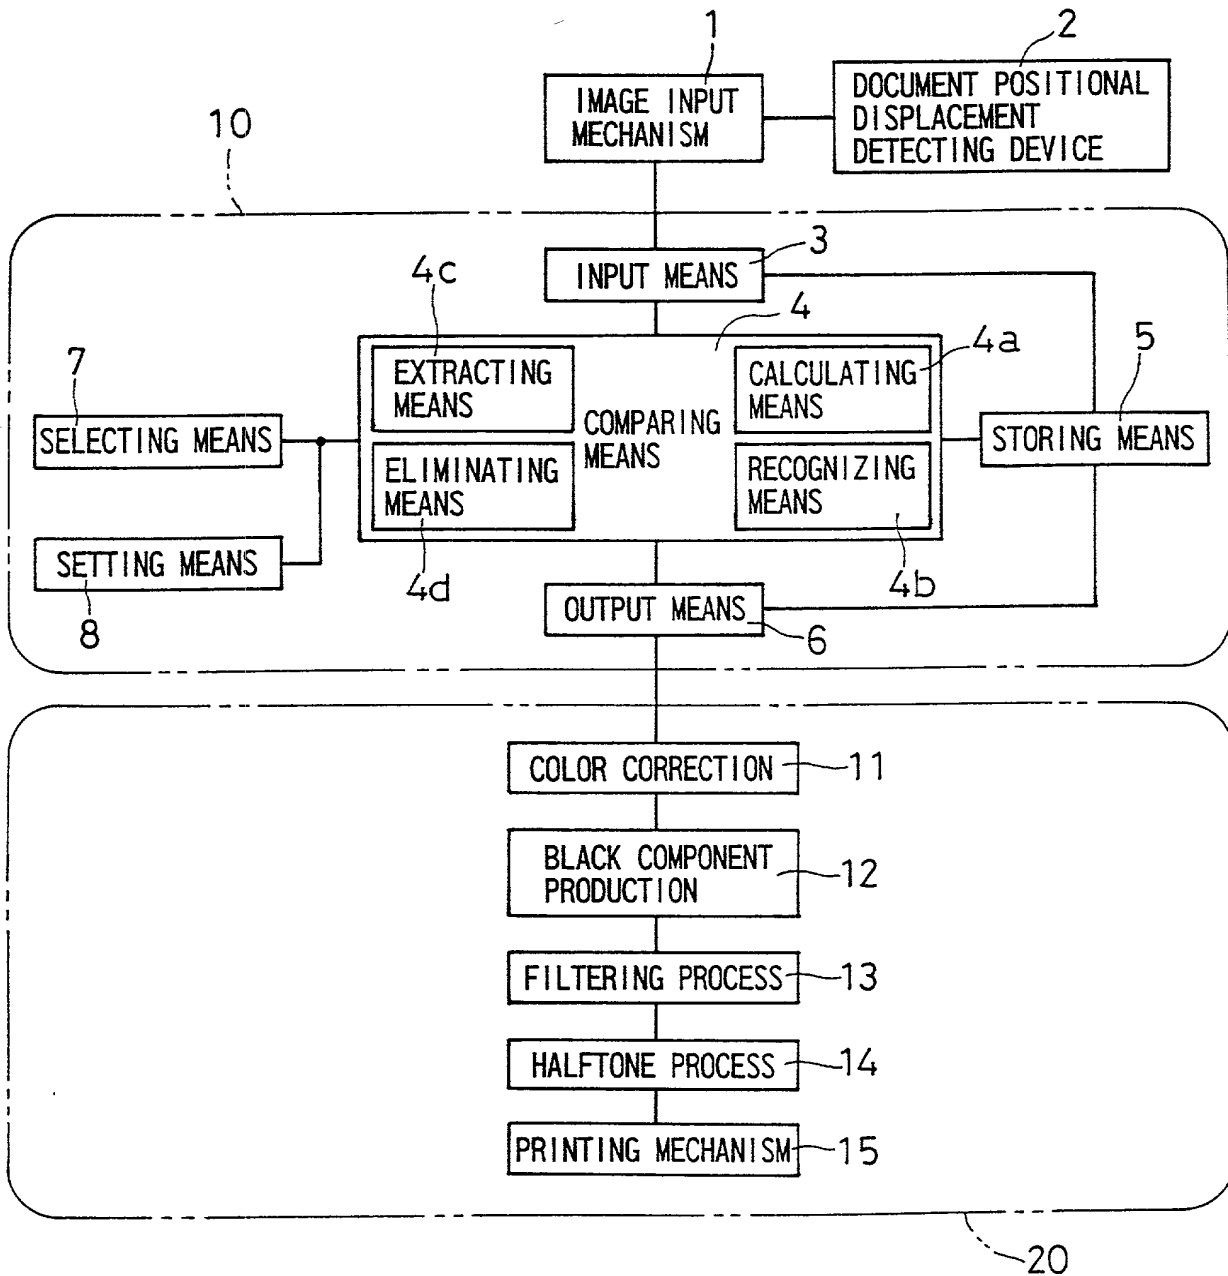 1
2
IMAGE INPUT
MECHANISM
DOCUMENT POSITIONAL
DISPLACEMENT
DETECTING DEVICE
10
3
INPUT MEANS
4c
4
4a
5
7
EXTRACTING
MEANS
CALCULATING
MEANS
COMPARING
MEANS
SELECTING MEANS
STORING MEANS
ELIMINATING
MEANS
RECOGNIZING
MEANS
SETTING MEANS
8
4d
4b
OUTPUT MEANS
6
COLOR CORRECTION
11
BLACK COMPONENT
PRODUCTION
12
FILTERING PROCESS
13
HALFTONE PROCESS
14
PRINTING MECHANISM
15
20